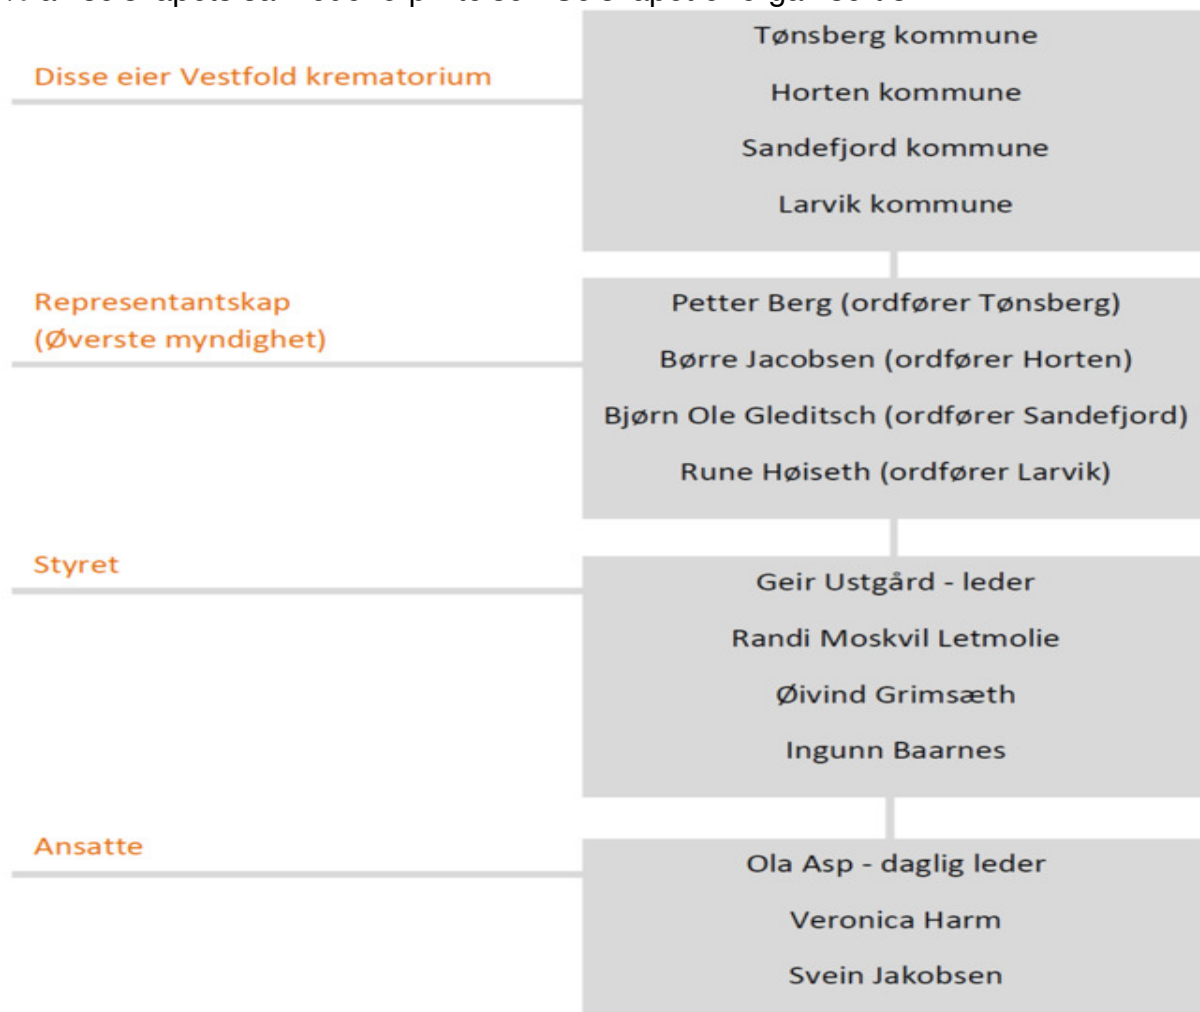 Disse eier Vestfold krematorium
Tønsberg kommune
Horten kommune
Sandefjord kommune
Larvik kommune
Representantskap
(Øverste myndighet)
Petter Berg (ordfører Tønsberg)
Børre Jacobsen (ordfører Horten)
Bjørn Ole Gleditsch (ordfører Sandefjord)
Rune Høiseth (ordfører Larvik)
Styret
Geir Ustgård - leder
Randi Moskvil Letmolie
Øivind Grimsæth
Ingunn Baarnes
Ansatte
Ola Asp - daglig leder
Veronica Harm
Svein Jakobsen